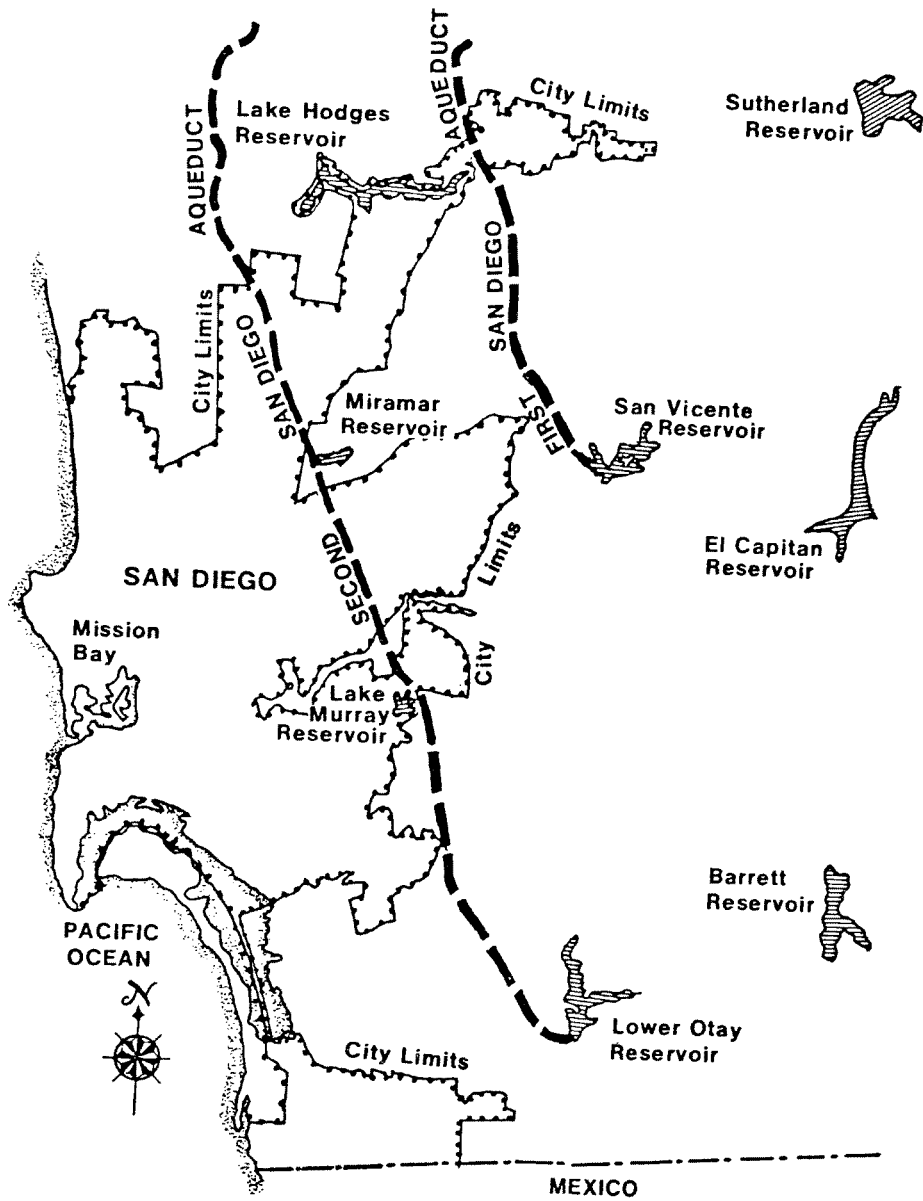 AQUEDUCT
City Limits
Lake Hodges
Reservoir
Sutherland
Reservoir
AQUEDUCT
SAN DIEGO
City Limits
SAN DIEGO
Miramar
Reservoir
FIRST
San Vicente
Reservoir
Limits
El Capitan
Reservoir
SECOND
SAN DIEGO
Mission
Bay
City
Lake
Murray
Reservoir
Barrett
Reservoir
PACIFIC
OCEAN
N
Lower Otay
Reservoir
City Limits
MEXICO